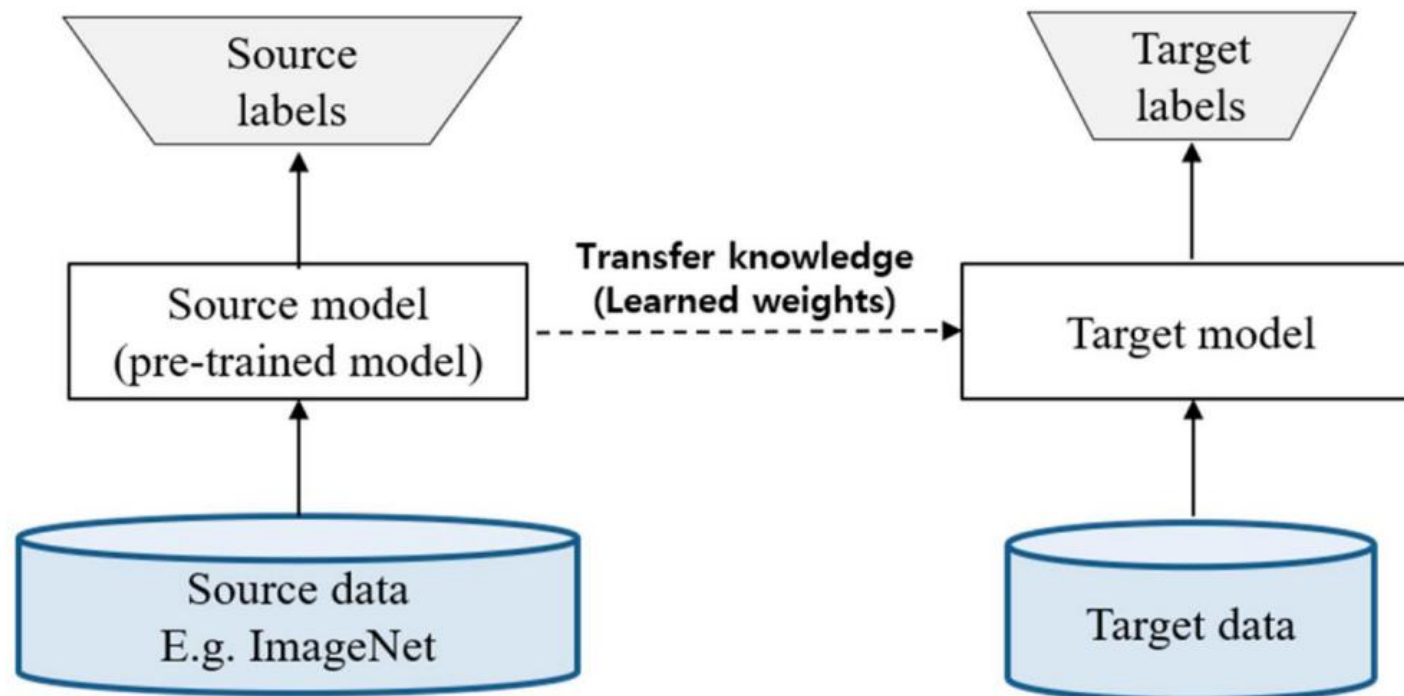 Source
labels
Target
labels
Transfer knowledge
(Learned weights)
Source model
(pre-trained model)
Target model
Source data
E.g. ImageNet
Target data